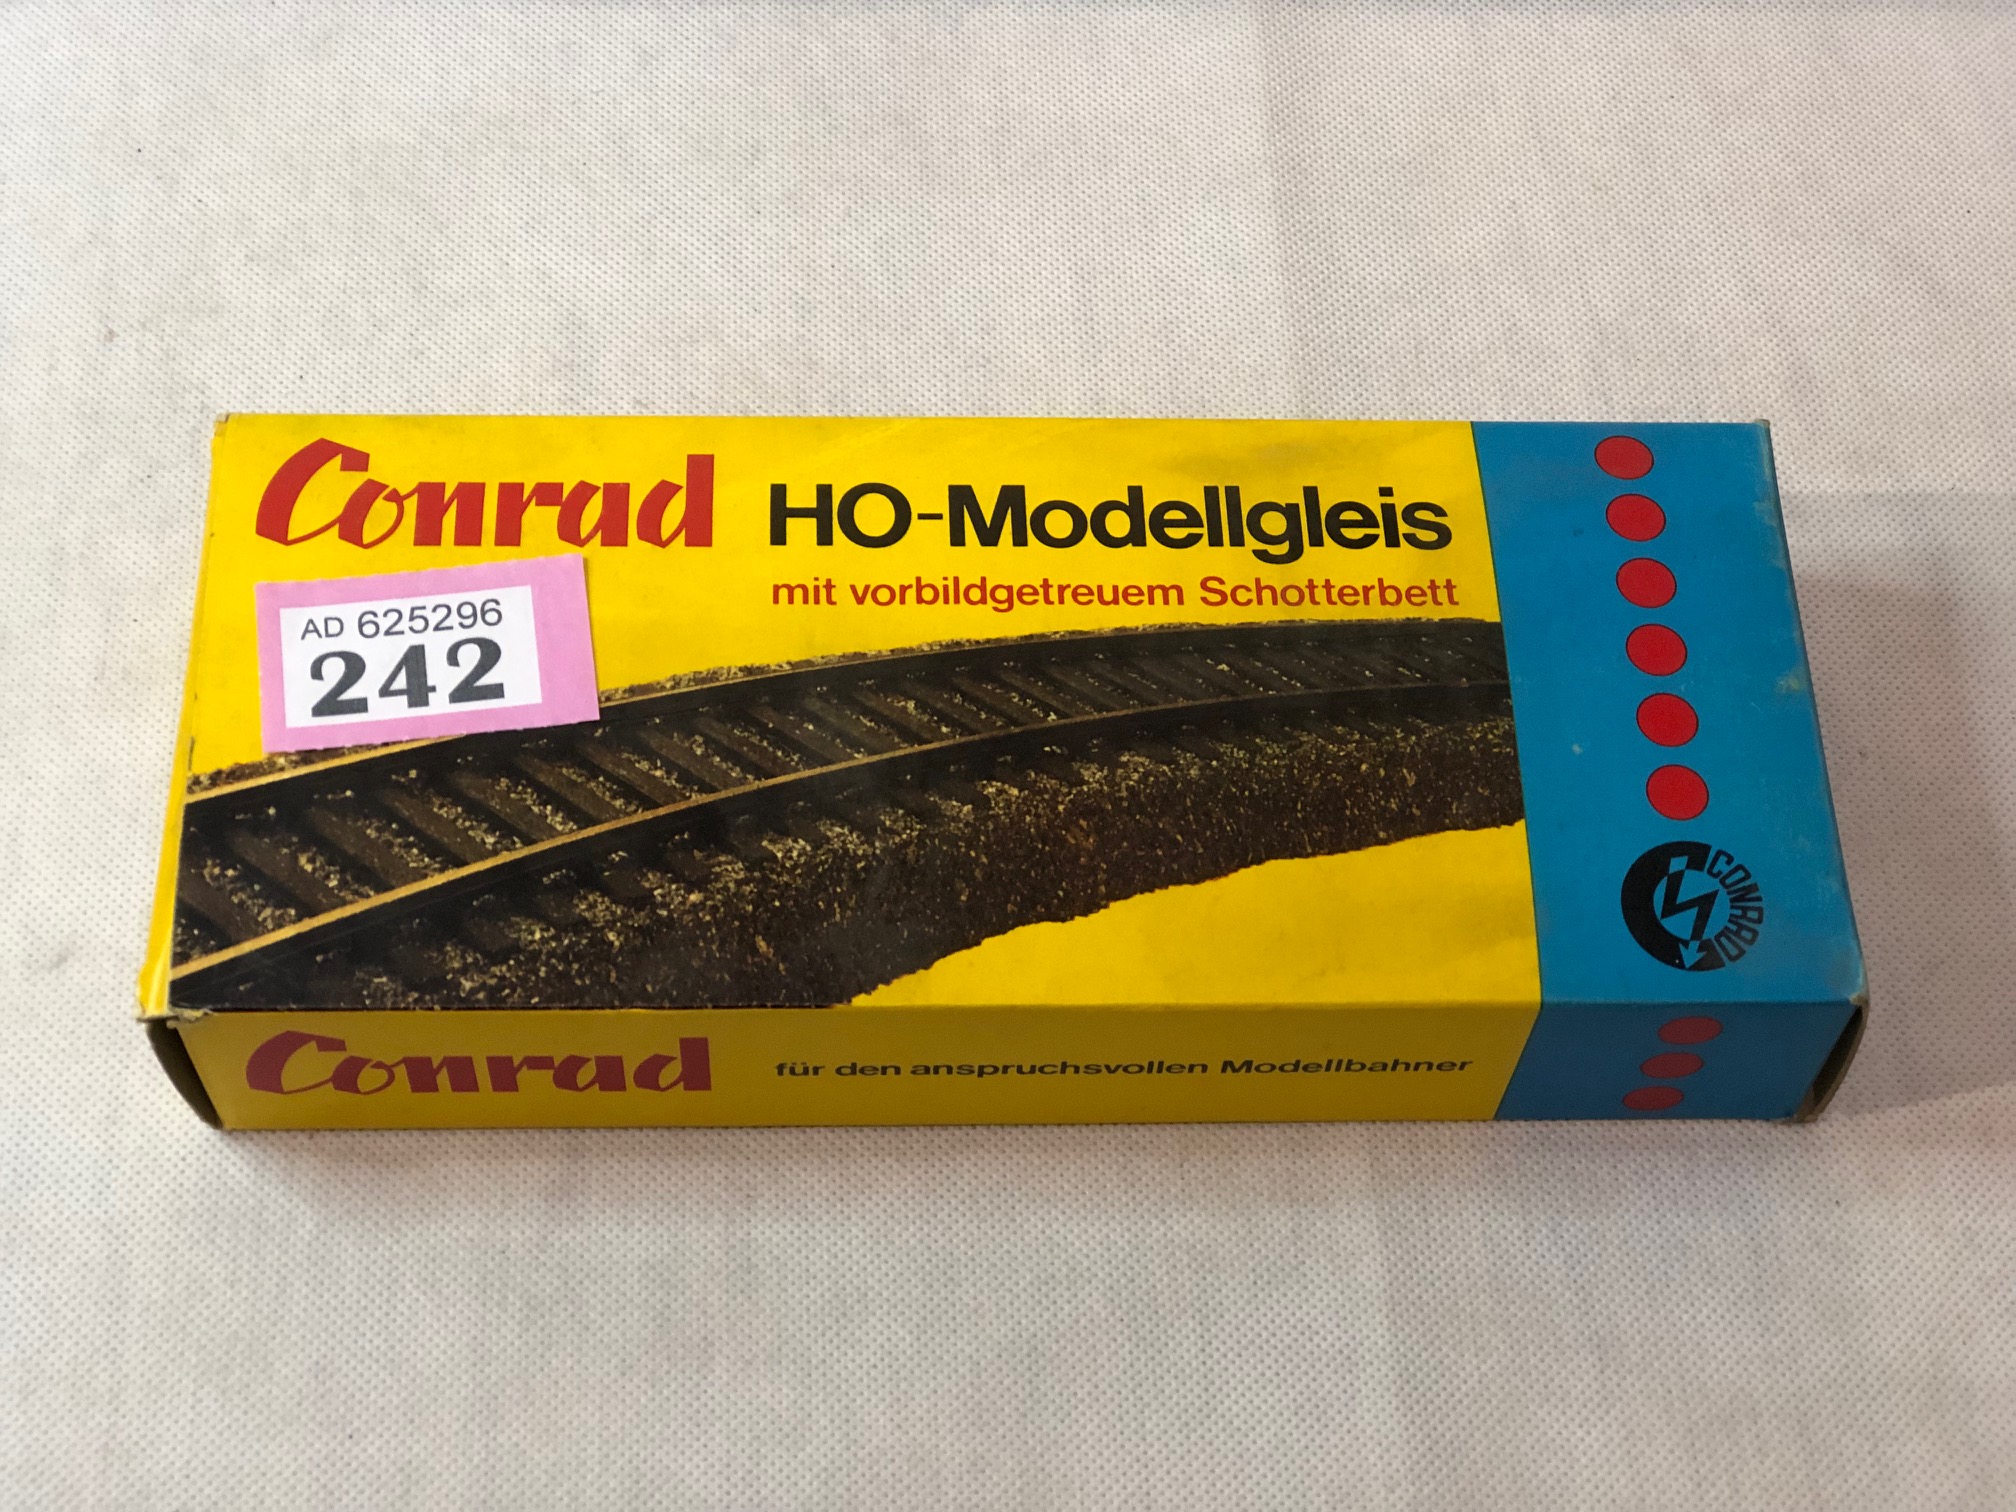 Conrad HO-Modellgleis
mit vorbildgetreuem Schotterbett
AD 625296
242
CONRAD
Conrad für den anspruchsvollen Modellbahner